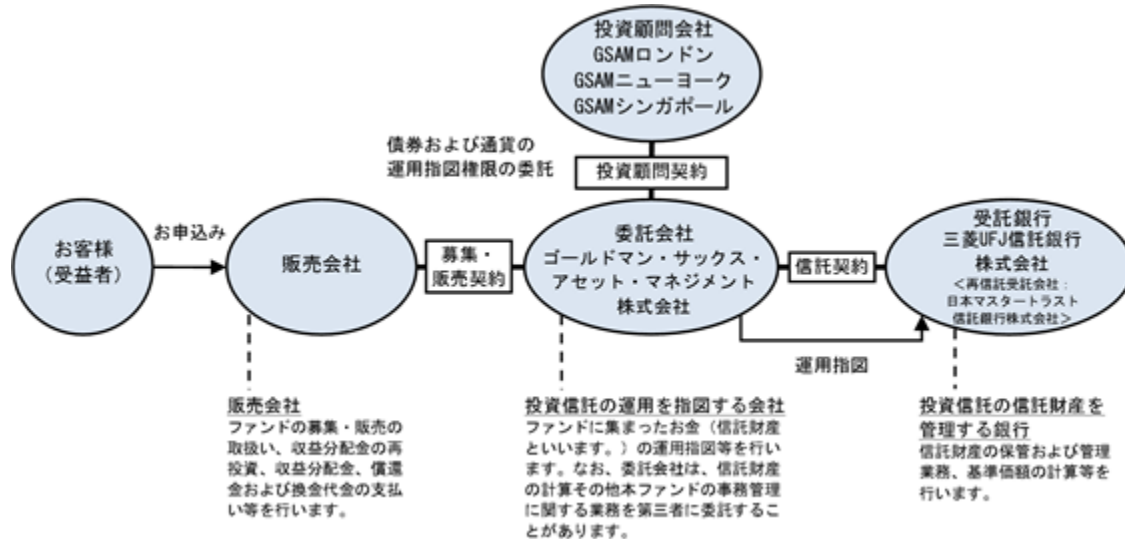 投資顧問会社
GSAMロンドン
GSAMニューヨーク
GSAMシンガポール
債券および通貨の
運用指図権限の委託
投資顧問契約
お客様
(受益者)
お申込み
販売会社
募集・
販売契約
委託会社
ゴールドマン・サックス・
アセット・マネジメント
株式会社
信託契約
受託銀行
三菱UFJ信託銀行
株式会社
<再信託受託会社:
日本マスタートラスト
信託銀行株式会社>
運用指図
販売会社
ファンドの募集・販売の
取扱い、収益分配金の再
投資、収益分配金、償還
金および換金代金の支払
い等を行います。
投資信託の運用を指図する会社
ファンドに集まったお金(信託財産
といいます。)の運用指図等を行い
ます。なお、委託会社は、信託財産
の計算その他本ファンドの事務管理
に関する業務を第三者に委託するこ
とがあります。
投資信託の信託財産を
管理する銀行
信託財産の保管および管理
業務、基準価額の計算等を
行います。